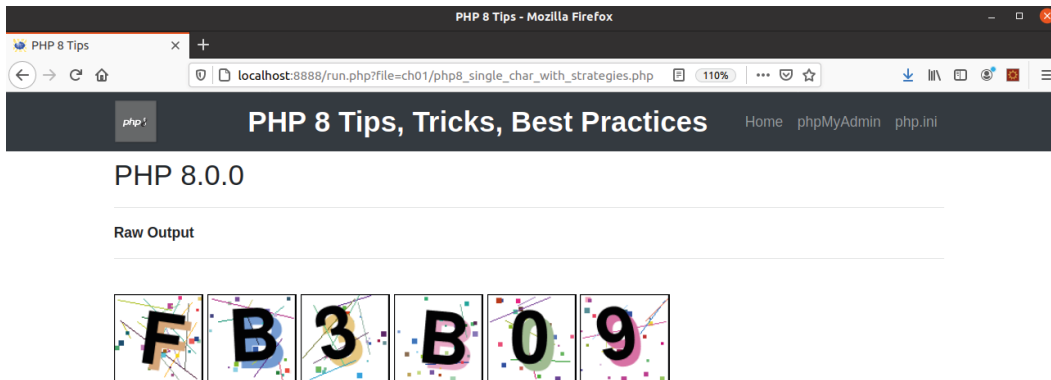 PHP 8 Tips - Mozilla Firefox
PHP 8 Tips
localhost:8888/run.php?file=ch01/php8_single_char_with_strategies.php 110%
php8
PHP 8 Tips, Tricks, Best Practices Home phpMyAdmin php.ini
PHP 8.0.0
Raw Output
F B 3 B 0 9